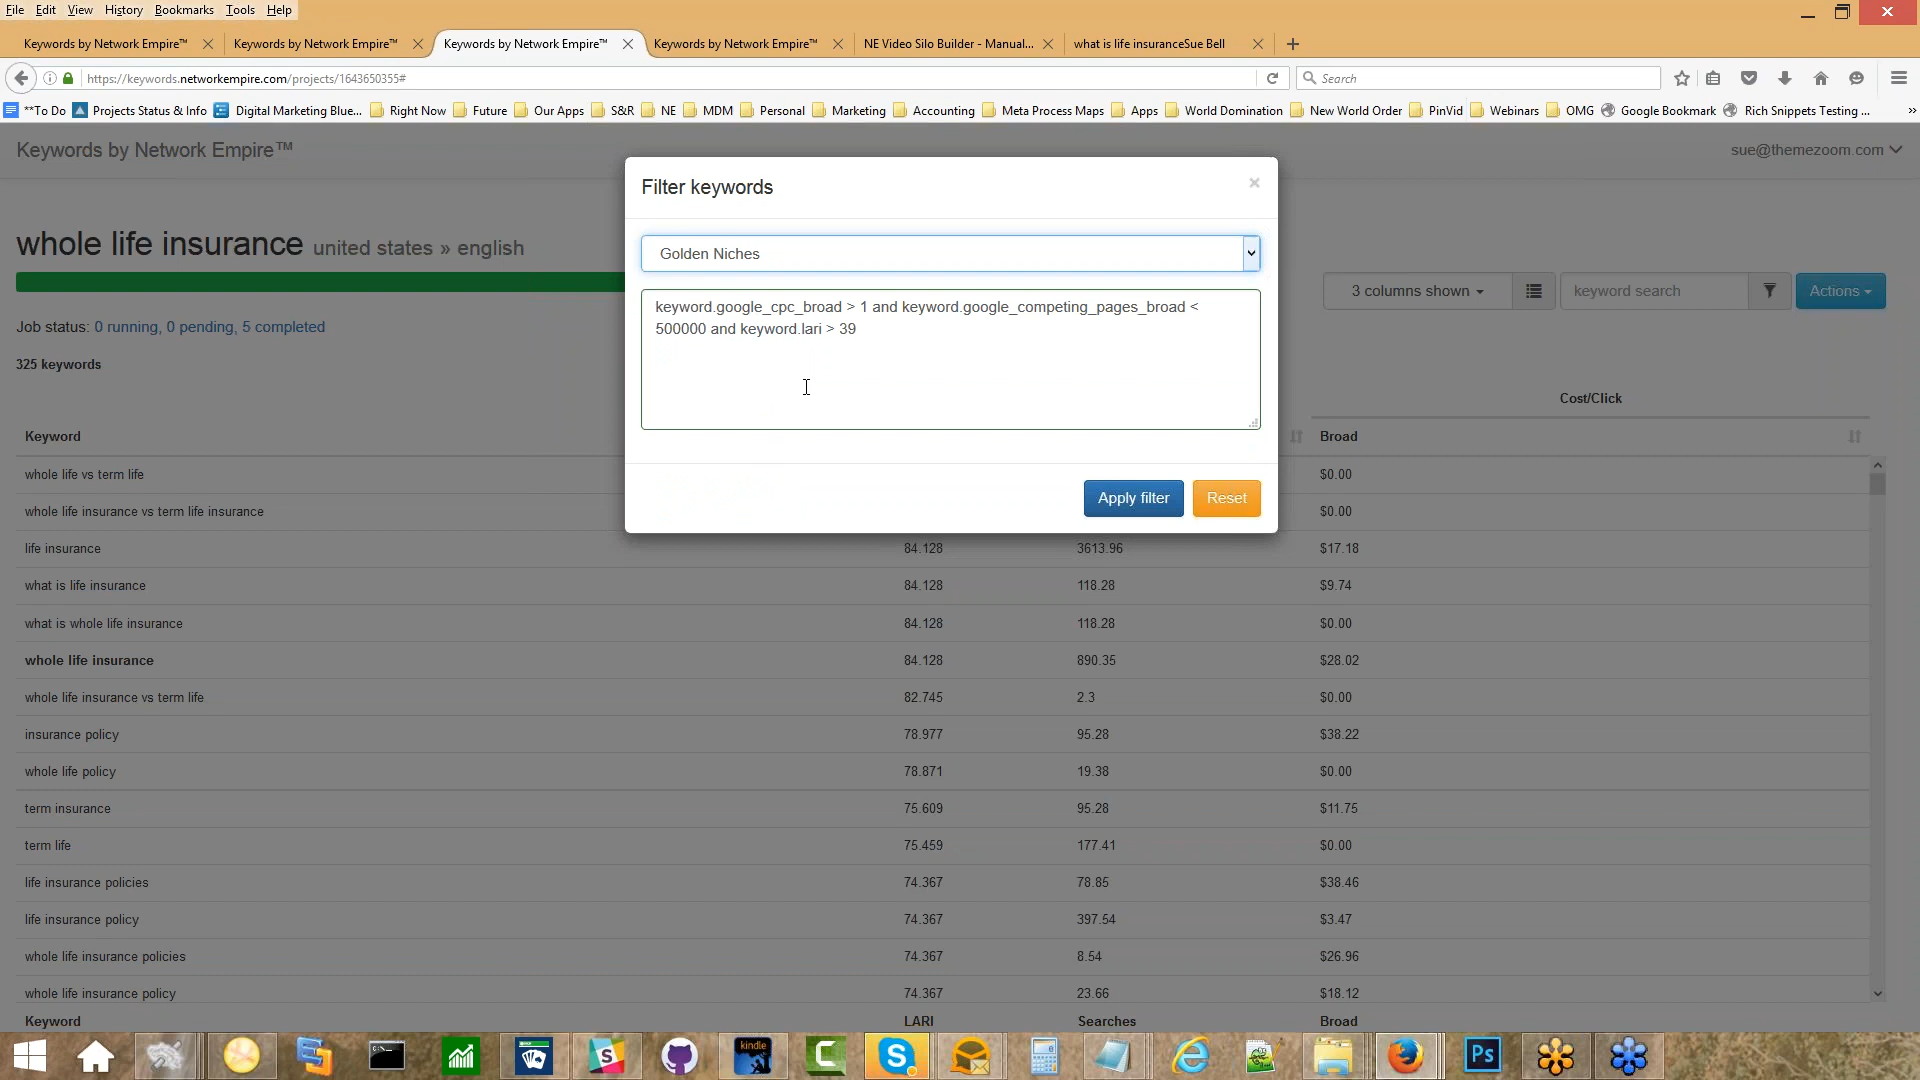 File Edit View History Bookmarks Tools Help
Keywords by Network Empire™
Keywords by Network Empire™
Keywords by Network Empire™
Keywords by Network Empire™
NE Video Silo Builder - Manual...
what is life insuranceSue Bell
https://keywords.networkempire.com/projects/1643650355#
Search
**To Do Projects Status & Info Digital Marketing Blue... Right Now Future Our Apps S&R NE MDM Personal Marketing Accounting Meta Process Maps Apps World Domination New World Order PinVid Webinars OMG Google Bookmark Rich Snippets Testing ... »
Keywords by Network Empire™
sue@themezoom.com
Filter keywords
×
whole life insurance united states » english
Golden Niches
keyword.google_cpc_broad > 1 and keyword.google_competing_pages_broad <
500000 and keyword.lari > 39
3 columns shown
keyword search
Actions
Job status: 0 running, 0 pending, 5 completed
325 keywords
Apply filter
Reset
Cost/Click
Keyword Broad
whole life vs term life $0.00
whole life insurance vs term life insurance $0.00
life insurance 84.128 3613.96 $17.18
what is life insurance 84.128 118.28 $9.74
what is whole life insurance 84.128 118.28 $0.00
whole life insurance 84.128 890.35 $28.02
whole life insurance vs term life 82.745 2.3 $0.00
insurance policy 78.977 95.28 $38.22
whole life policy 78.871 19.38 $0.00
term insurance 75.609 95.28 $11.75
term life 75.459 177.41 $0.00
life insurance policies 74.367 78.85 $38.46
life insurance policy 74.367 397.54 $3.47
whole life insurance policies 74.367 8.54 $26.96
whole life insurance policy 74.367 23.66 $18.12
Keyword LARI Searches Broad
kindle
C
S
Ps